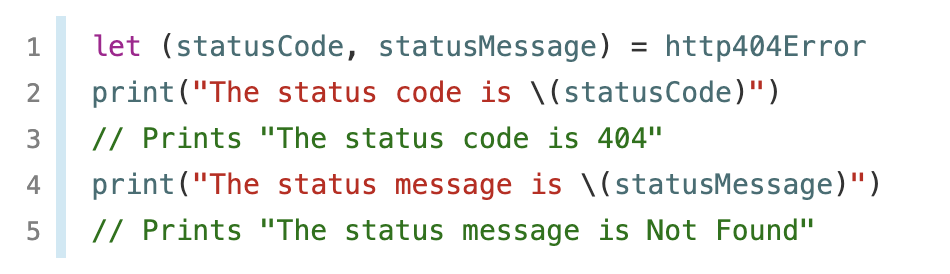 1 let (statusCode, statusMessage) = http404Error
2 print("The status code is \(statusCode)")
3 // Prints "The status code is 404"
4 print("The status message is \(statusMessage)")
5 // Prints "The status message is Not Found"